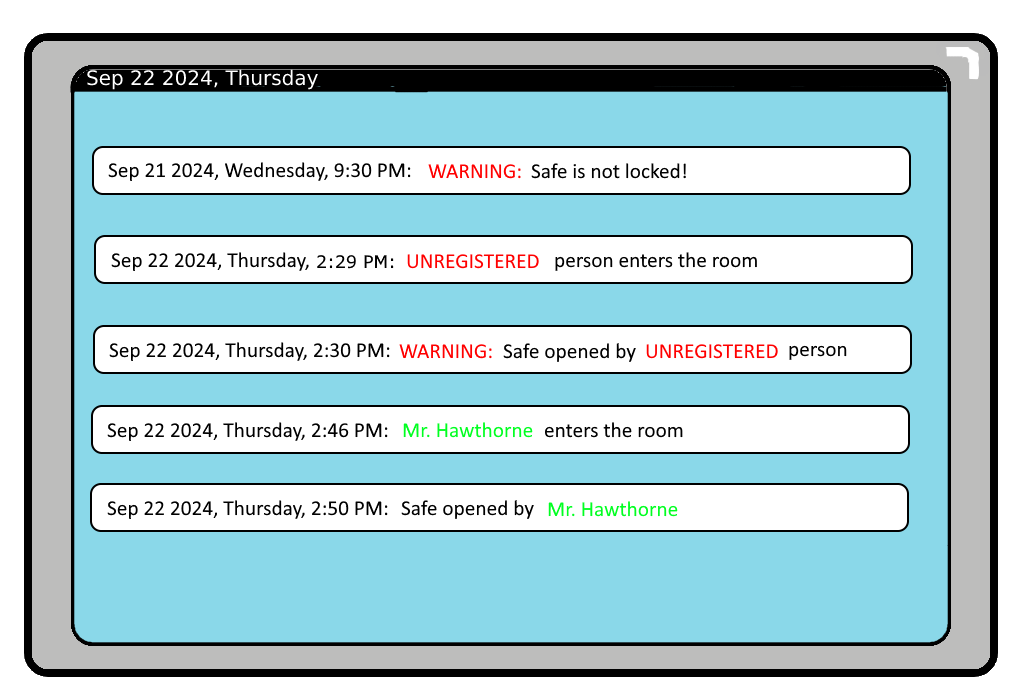 Sep 22 2024, Thursday
Sep 21 2024, Wednesday, 9:30 PM: WARNING: Safe is not locked!
Sep 22 2024, Thursday, 2:29 PM: UNREGISTERED person enters the room
Sep 22 2024, Thursday, 2:30 PM: WARNING: Safe opened by UNREGISTERED person
Sep 22 2024, Thursday, 2:46 PM: Mr. Hawthorne enters the room
Sep 22 2024, Thursday, 2:50 PM: Safe opened by Mr. Hawthorne